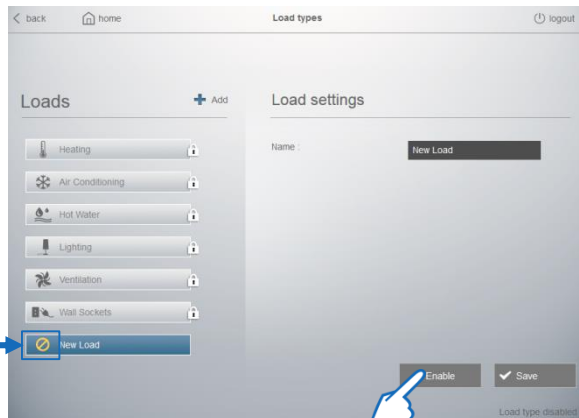 back home Load types logout
Loads Add Load settings
Heating Name : New Load
Air Conditioning
Hot Water
Lighting
Ventilation
Wall Sockets
New Load
Enable Save
Load type disabled